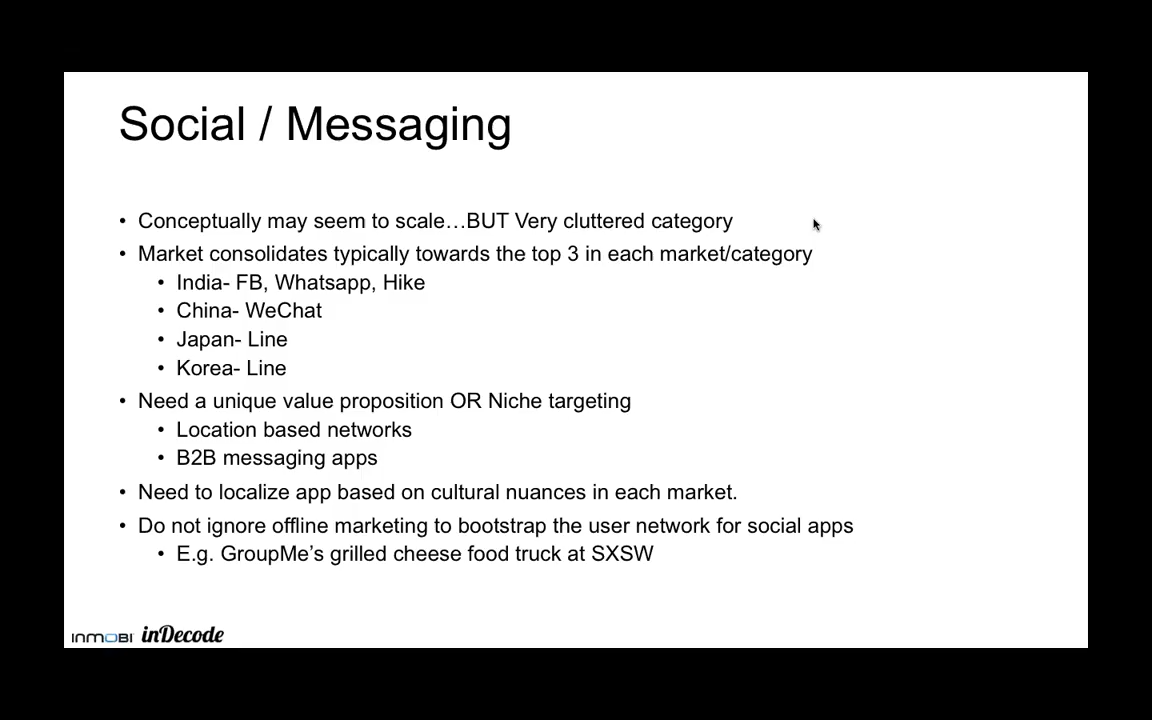 Social / Messaging
• Conceptually may seem to scale…BUT Very cluttered category
• Market consolidates typically towards the top 3 in each market/category
• India- FB, Whatsapp, Hike
• China- WeChat
• Japan- Line
• Korea- Line
• Need a unique value proposition OR Niche targeting
• Location based networks
• B2B messaging apps
• Need to localize app based on cultural nuances in each market.
• Do not ignore offline marketing to bootstrap the user network for social apps
• E.g. GroupMe’s grilled cheese food truck at SXSW
INMOBI inDecode